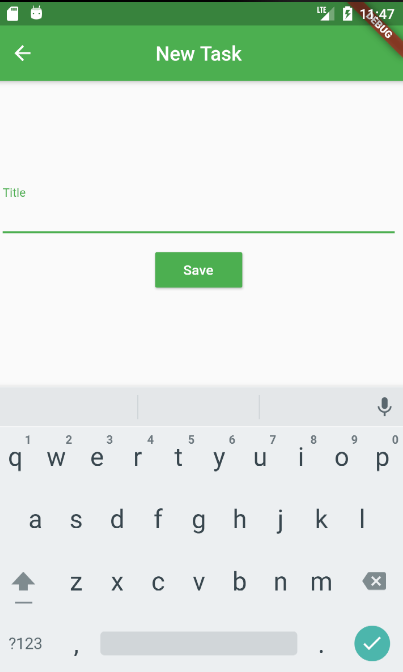 LTE 11:47
DEBUG
New Task
Title
Save
1 2 3 4 5 6 7 8 9 0
q w e r t y u i o p
a s d f g h j k l
z x c v b n m
?123 , .